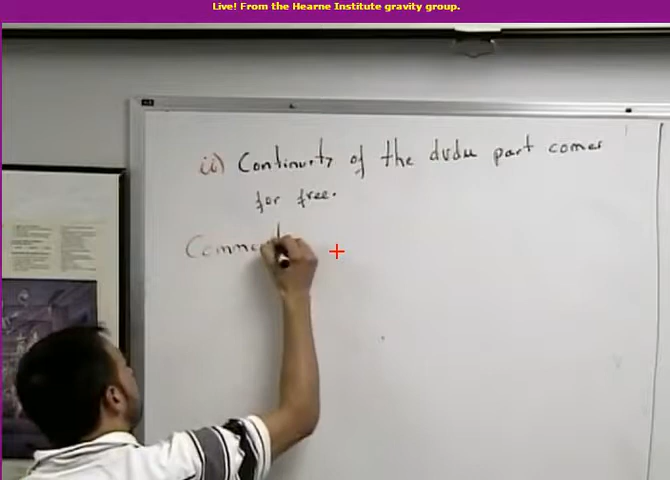 Live! From the Hearne Institute gravity group.
ii) Continuity of the dvdu part comes
for free.